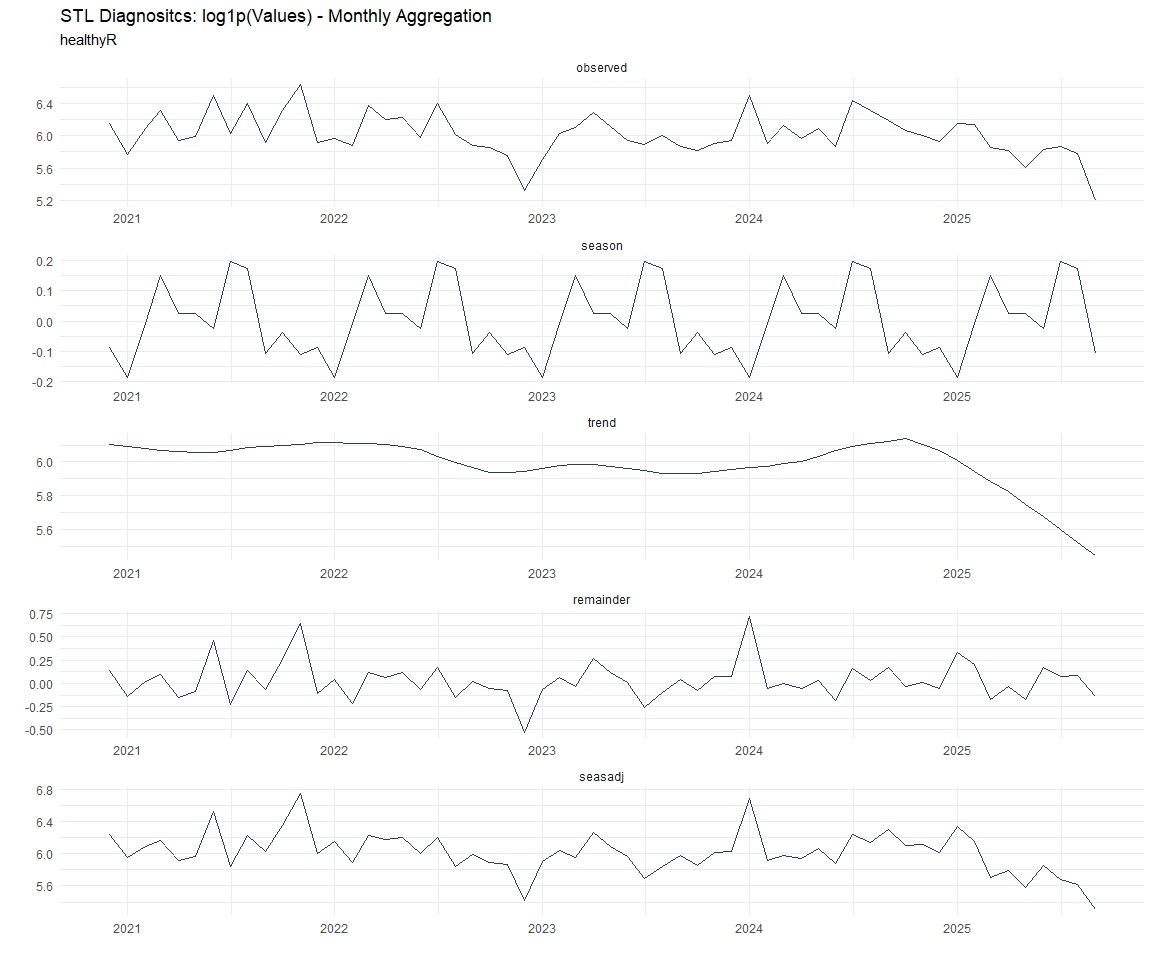 STL Diagnositcs: log1p(Values) - Monthly Aggregation
healthyR
observed
6.4
6.0
5.6
5.2
2021 2022 2023 2024 2025
season
0.2
0.1
0.0
-0.1
-0.2
2021 2022 2023 2024 2025
trend
6.0
5.8
5.6
2021 2022 2023 2024 2025
remainder
0.75
0.50
0.25
0.00
-0.25
-0.50
2021 2022 2023 2024 2025
seasadj
6.8
6.4
6.0
5.6
2021 2022 2023 2024 2025